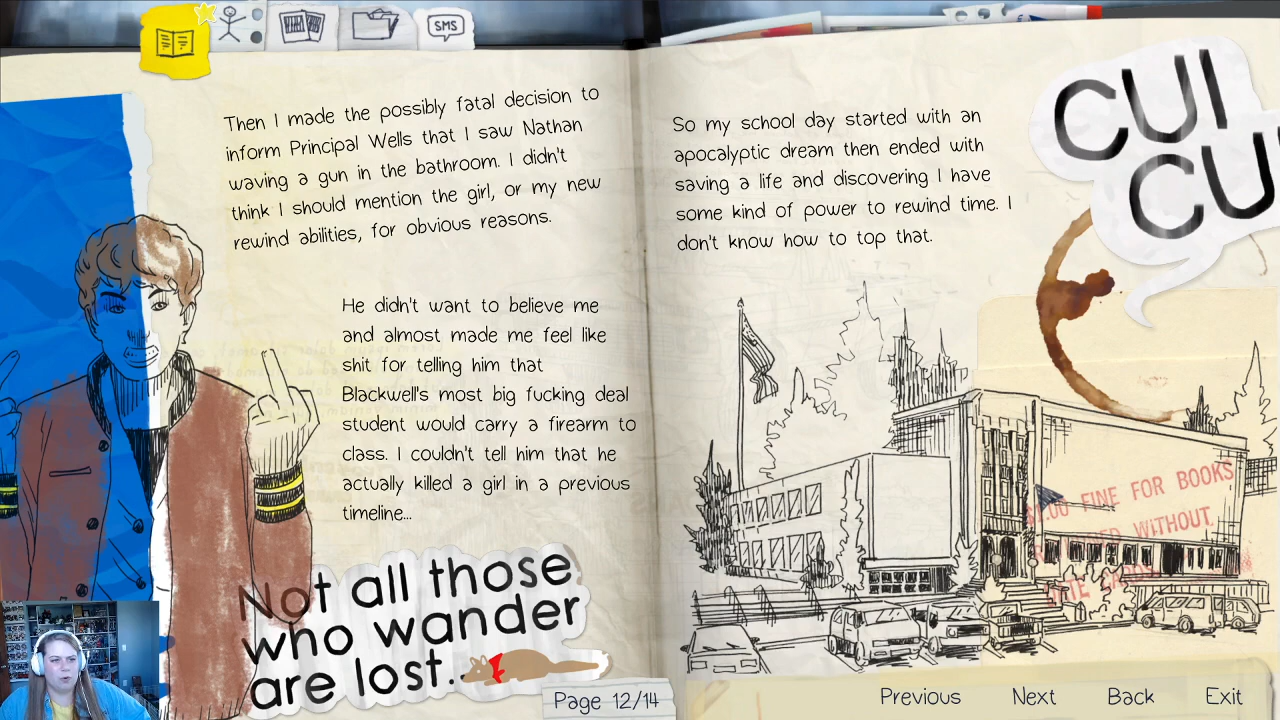 SMS
Then I made the possibly fatal decision to
inform Principal Wells that I saw Nathan
waving a gun in the bathroom. I didn't
think I should mention the girl, or my new
rewind abilities, for obvious reasons.
He didn't want to believe me
and almost made me feel like
shit for telling him that
Blackwell's most big fucking deal
student would carry a firearm to
class. I couldn't tell him that he
actually killed a girl in a previous
timeline...
Not all those
who wander
are lost.
Page 12/14
So my school day started with an
apocalyptic dream then ended with
saving a life and discovering I have
some kind of power to rewind time. I
don't know how to top that.
CUI
CU
FINE FOR BOOKS
WITHOUT
Previous
Next
Back
Exit